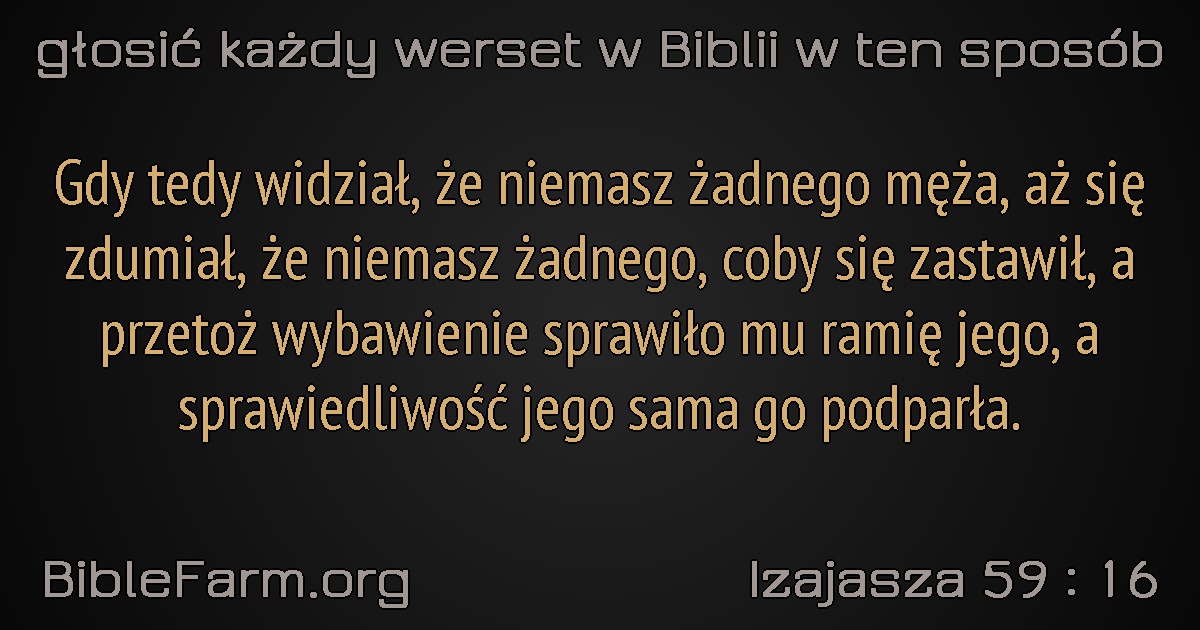 głosić każdy werset w Biblii w ten sposób
Gdy tedy widział, że niemasz żadnego męża, aż się
zdumiał, że niemasz żadnego, coby się zastawił, a
przetoż wybawienie sprawiło mu ramię jego, a
sprawiedliwość jego sama go podparła.
BibleFarm.org
Izajasza 59 : 16